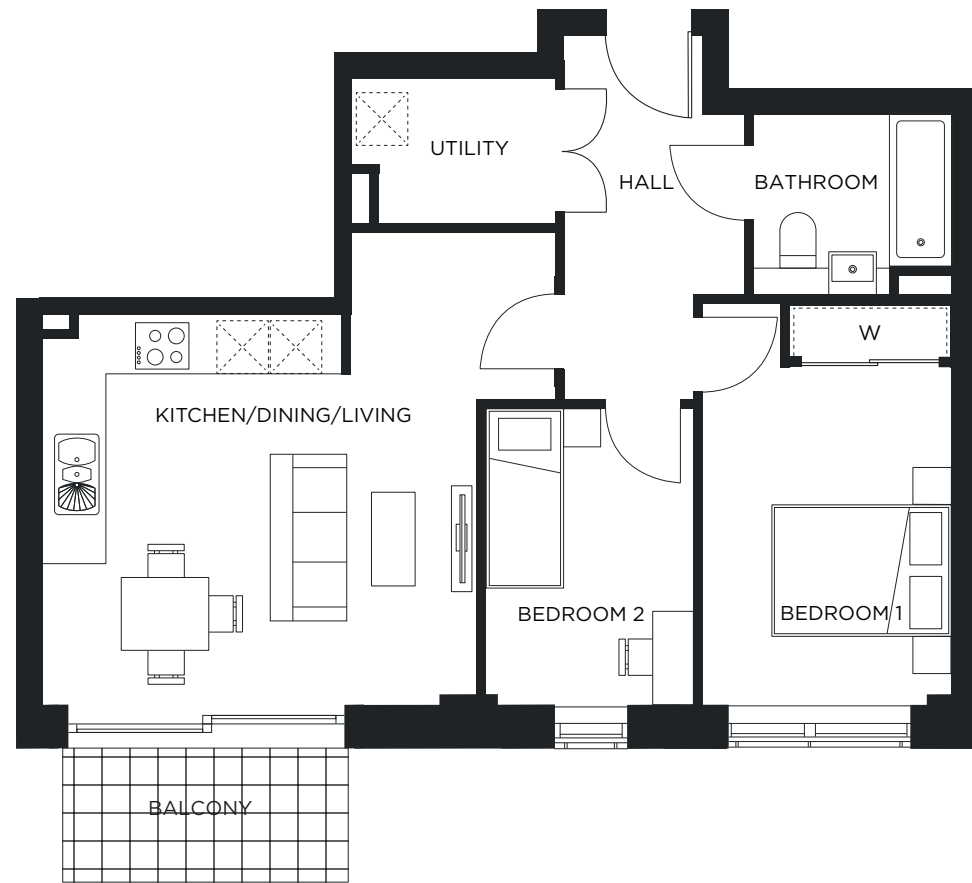 UTILITY
HALL
BATHROOM
W
KITCHEN/DINING/LIVING
BEDROOM 2
BEDROOM 1
BALCONY